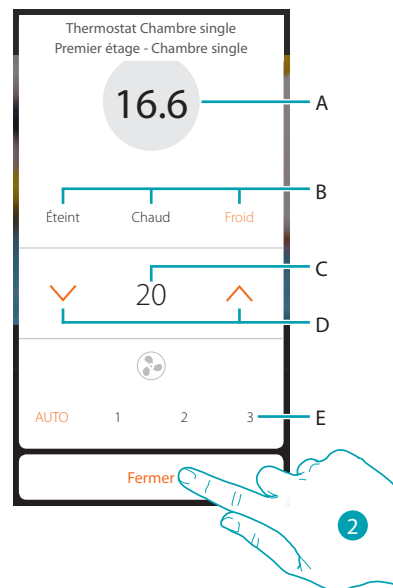 Thermostat Chambre single
Premier étage - Chambre single
16.6
A
B
Éteint Chaud Froid
C
20
D
AUTO 1 2 3
E
Fermer
2